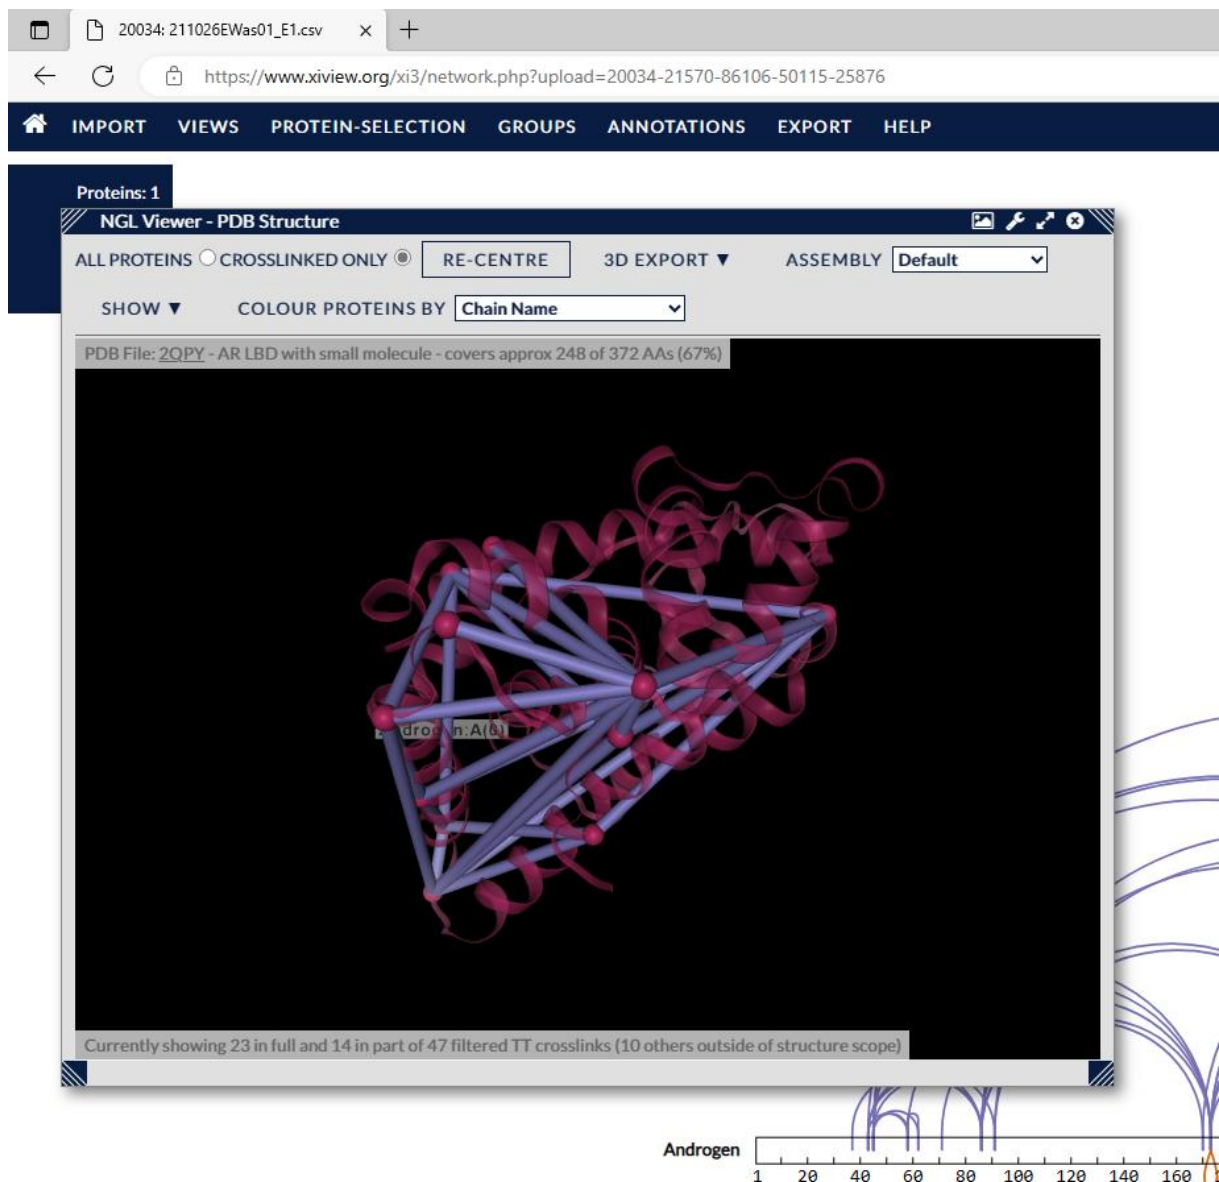 20034: 211026EWas01_E1.csv
https://www.xiview.org/xi3/network.php?upload=20034-21570-86106-50115-25876
IMPORT VIEWS PROTEIN-SELECTION GROUPS ANNOTATIONS EXPORT HELP
Proteins: 1
NGL Viewer - PDB Structure
ALL PROTEINS CROSSLINKED ONLY RE-CENTRE 3D EXPORT ▼ ASSEMBLY Default
SHOW ▼ COLOUR PROTEINS BY Chain Name
PDB File: 2QPY - AR LBD with small molecule - covers approx 248 of 372 AAs (67%)
Currently showing 23 in full and 14 in part of 47 filtered TT crosslinks (10 others outside of structure scope)
Androgen
1 20 40 60 80 100 120 140 160